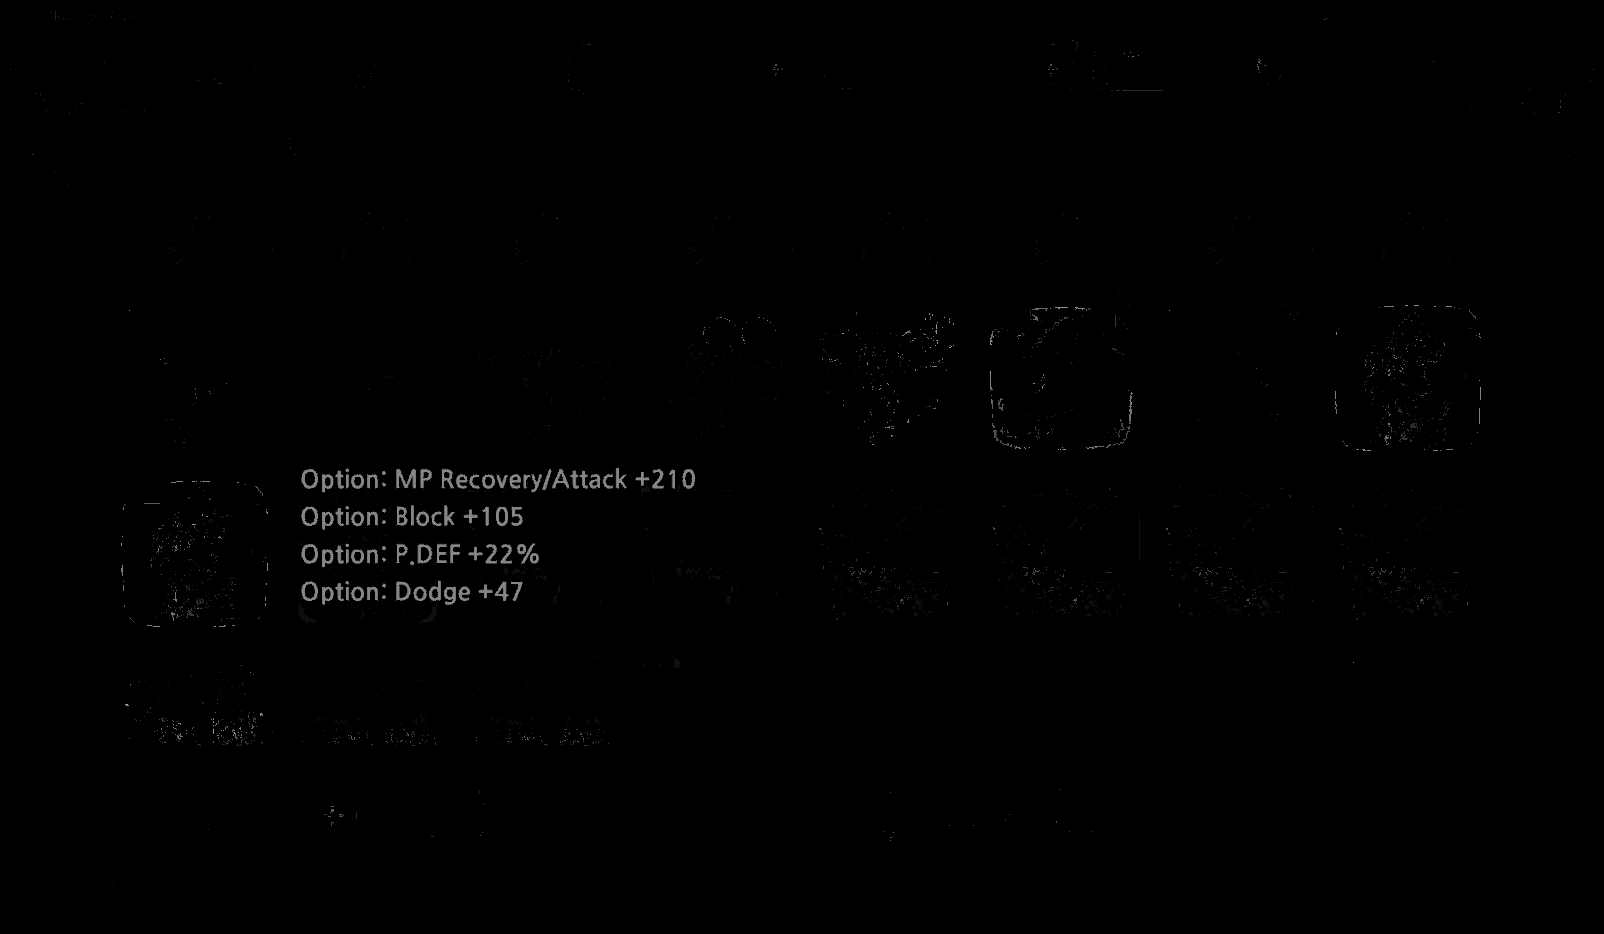 Option: MP Recovery/Attack +210
Option: Block +105
Option: P.DEF +22%
Option: Dodge +47